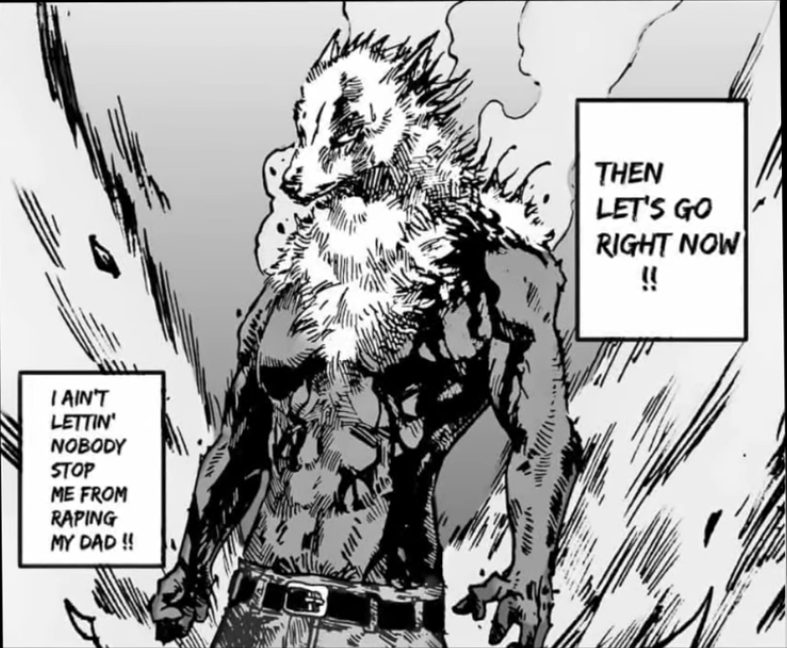 THEN
LET'S GO
RIGHT NOW
!!
I AIN'T
LETTIN'
NOBODY
STOP
ME FROM
RAPING
MY DAD !!